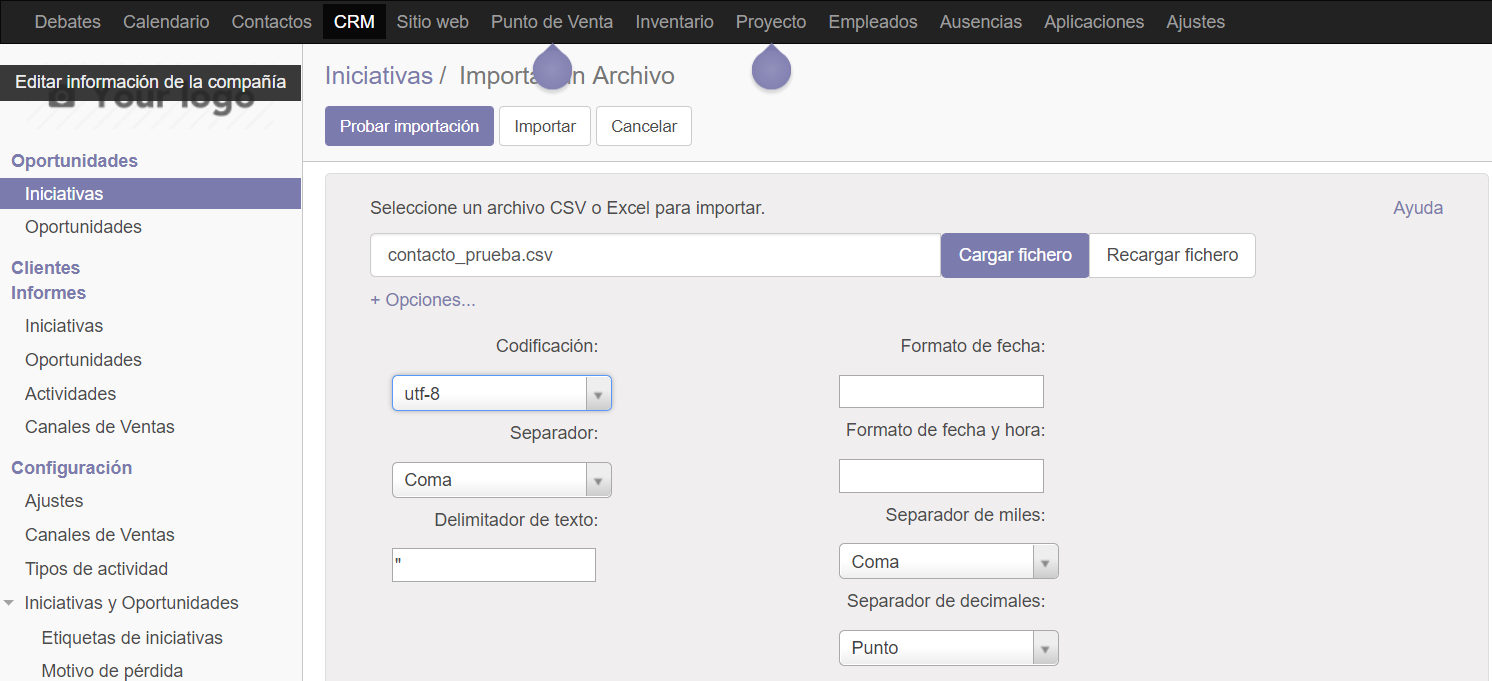 Debates Calendario Contactos CRM Sitio web Punto de Venta Inventario Proyecto Empleados Ausencias Aplicaciones Ajustes
Editar información de la compañía
Your logo
Iniciativas / Importar un Archivo
Probar importación Importar Cancelar
Oportunidades
Iniciativas
Oportunidades
Clientes
Informes
Iniciativas
Oportunidades
Actividades
Canales de Ventas
Configuración
Ajustes
Canales de Ventas
Tipos de actividad
Iniciativas y Oportunidades
Etiquetas de iniciativas
Motivo de pérdida
Seleccione un archivo CSV o Excel para importar. Ayuda
contacto_prueba.csv Cargar fichero Recargar fichero
+ Opciones...
Codificación:
utf-8
Separador:
Coma
Delimitador de texto:
"
Formato de fecha:
Formato de fecha y hora:
Separador de miles:
Coma
Separador de decimales:
Punto